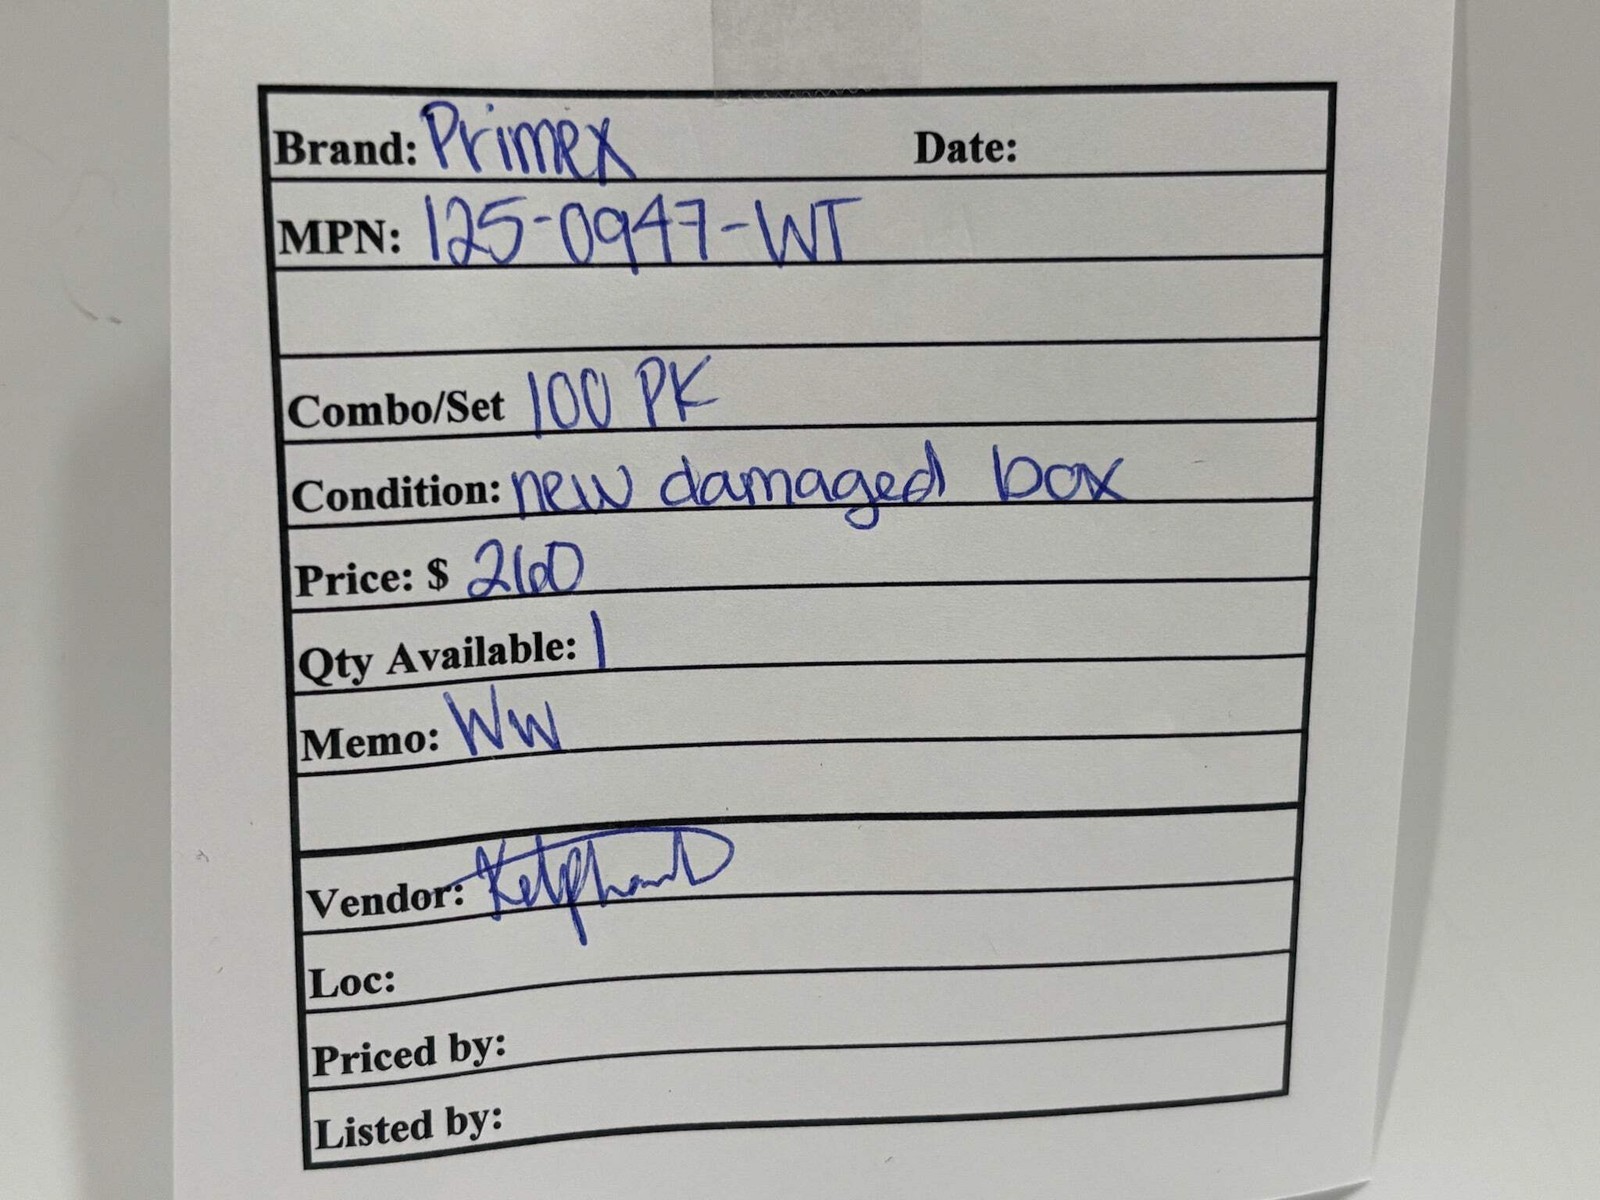 Brand: Primex Date:
MPN: 125-0947-WT
Combo/Set 100 PK
Condition: new damaged box
Price: $ 260
Qty Available: 1
Memo: WW
Vendor:
Loc:
Priced by:
Listed by: